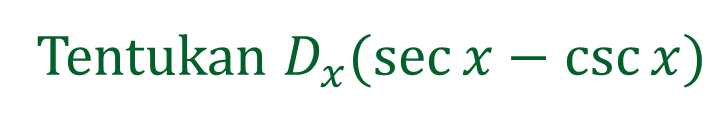 Tentukan $D_x(\sec x - \csc x)$